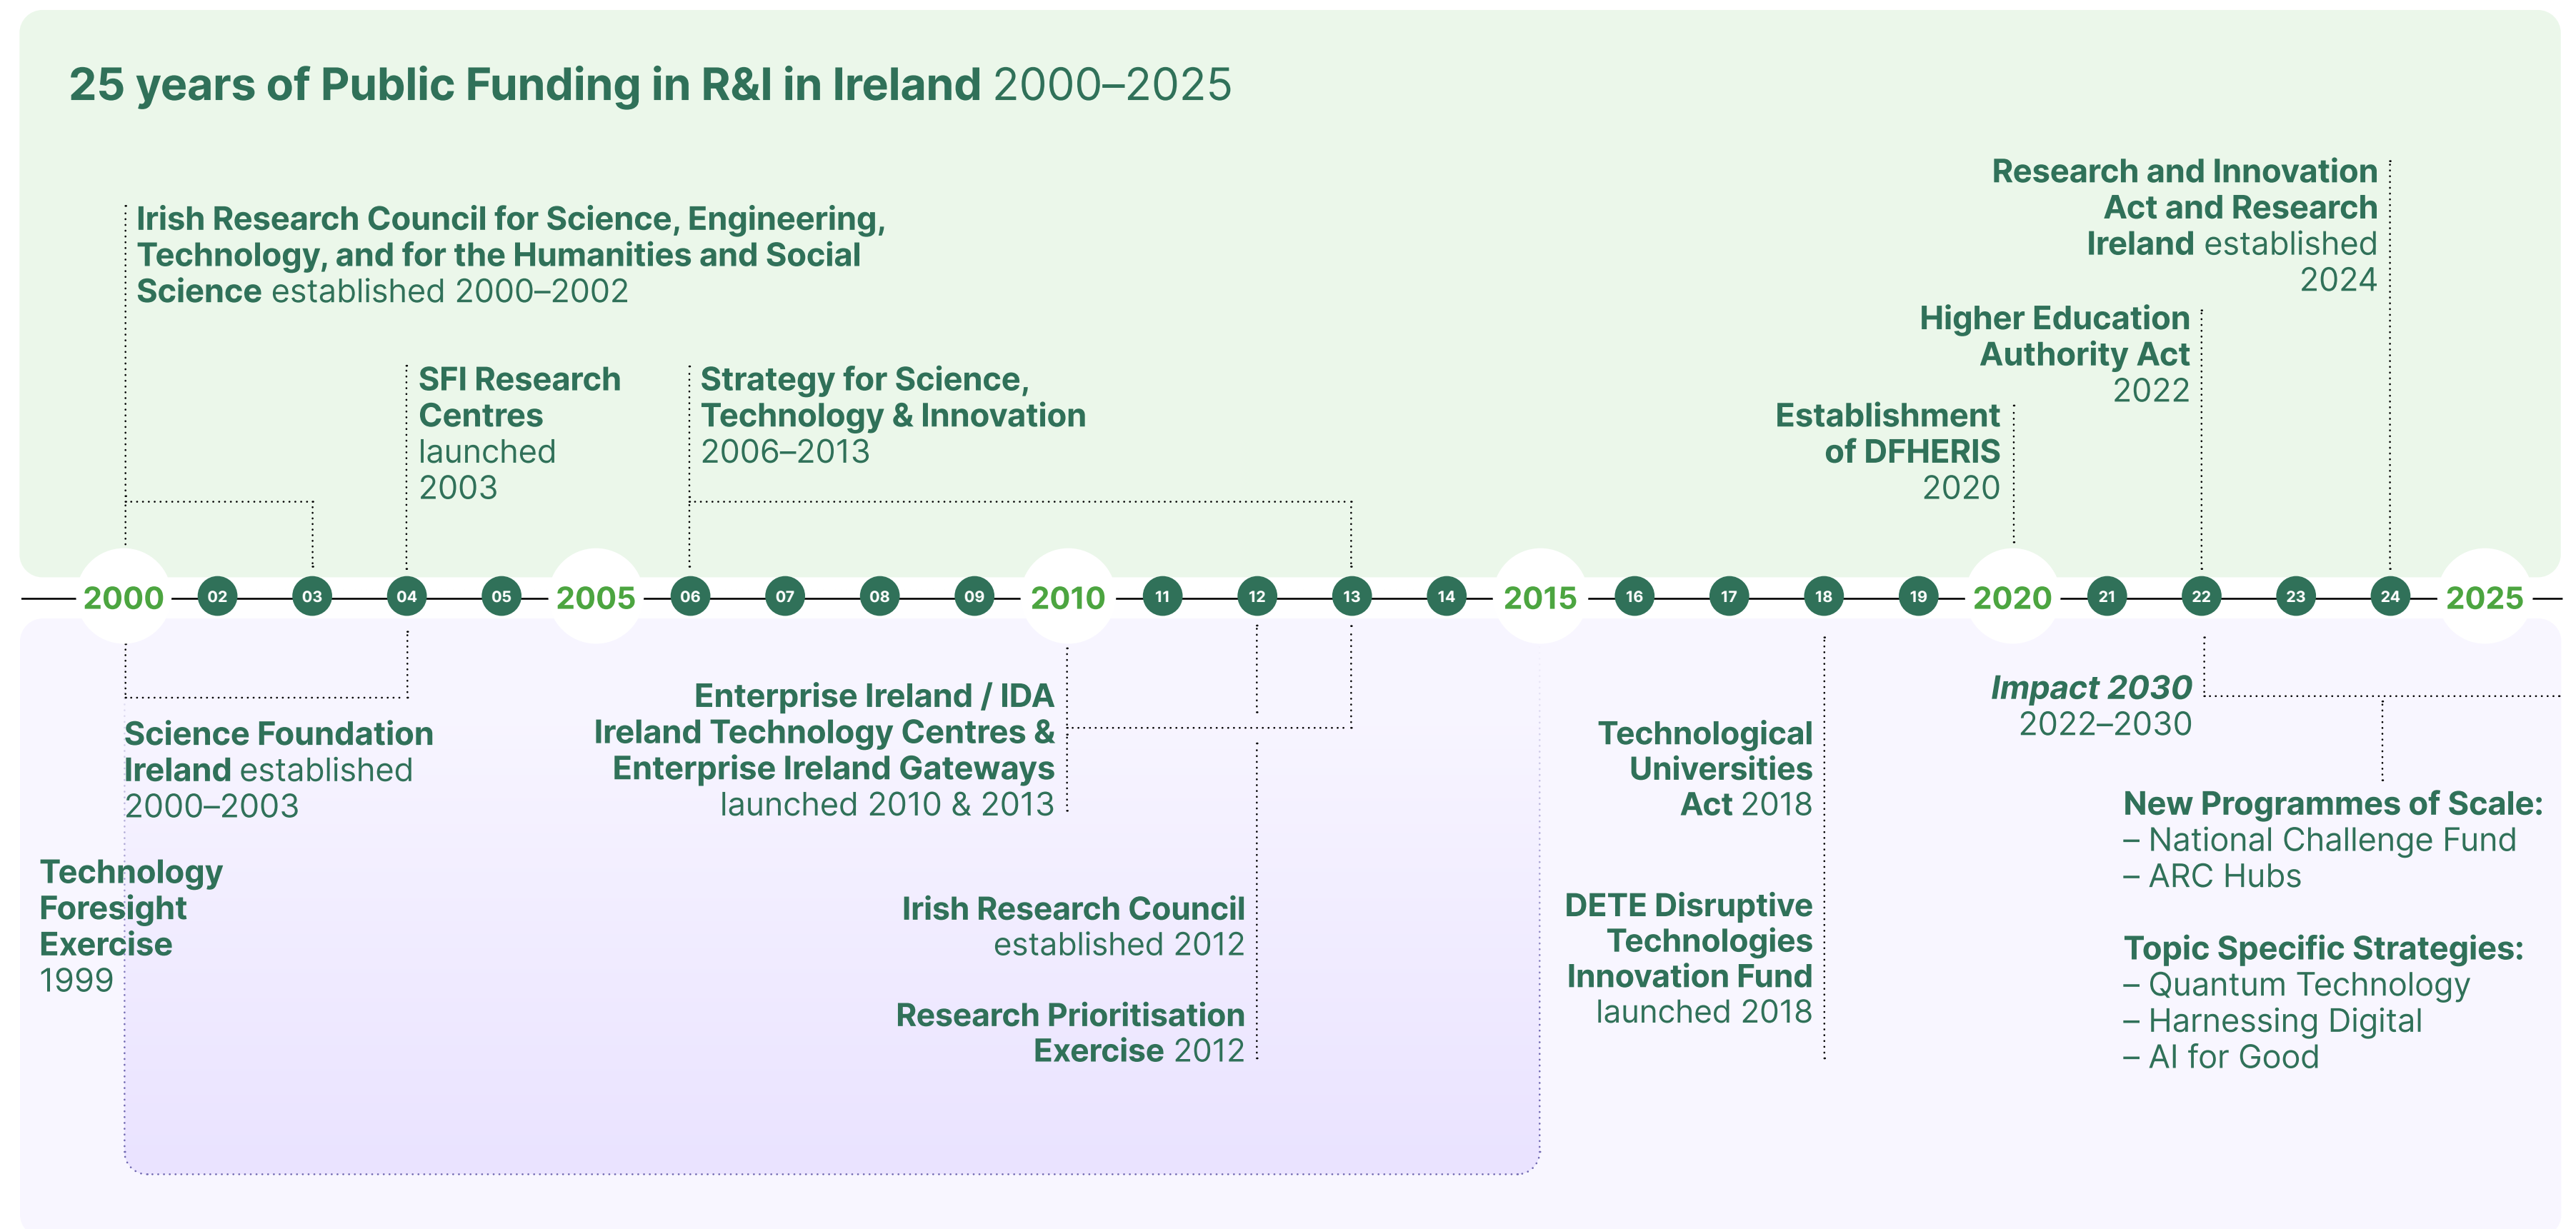 25 years of Public Funding in R&I in Ireland 2000–2025
Irish Research Council for Science, Engineering,
Technology, and for the Humanities and Social
Science established 2000–2002
SFI Research
Centres
launched
2003
Strategy for Science,
Technology & Innovation
2006–2013
Establishment
of DFHERIS
2020
Higher Education
Authority Act
2022
Research and Innovation
Act and Research
Ireland established
2024
2000 02 03 04 05 2005 06 07 08 09 2010 11 12 13 14 2015 16 17 18 19 2020 21 22 23 24 2025
Science Foundation
Ireland established
2000–2003
Technology
Foresight
Exercise
1999
Enterprise Ireland / IDA
Ireland Technology Centres &
Enterprise Ireland Gateways
launched 2010 & 2013
Irish Research Council
established 2012
Research Prioritisation
Exercise 2012
Technological
Universities
Act 2018
DETE Disruptive
Technologies
Innovation Fund
launched 2018
Impact 2030
2022–2030
New Programmes of Scale:
– National Challenge Fund
– ARC Hubs
Topic Specific Strategies:
– Quantum Technology
– Harnessing Digital
– AI for Good